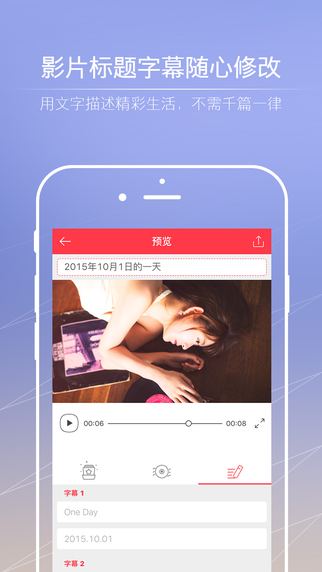 影片标题字幕随心修改
用文字描述精彩生活，不需千篇一律
预览
2015年10月1日的一天
00:06
00:08
字幕 1
One Day
2015.10.01
字幕 2